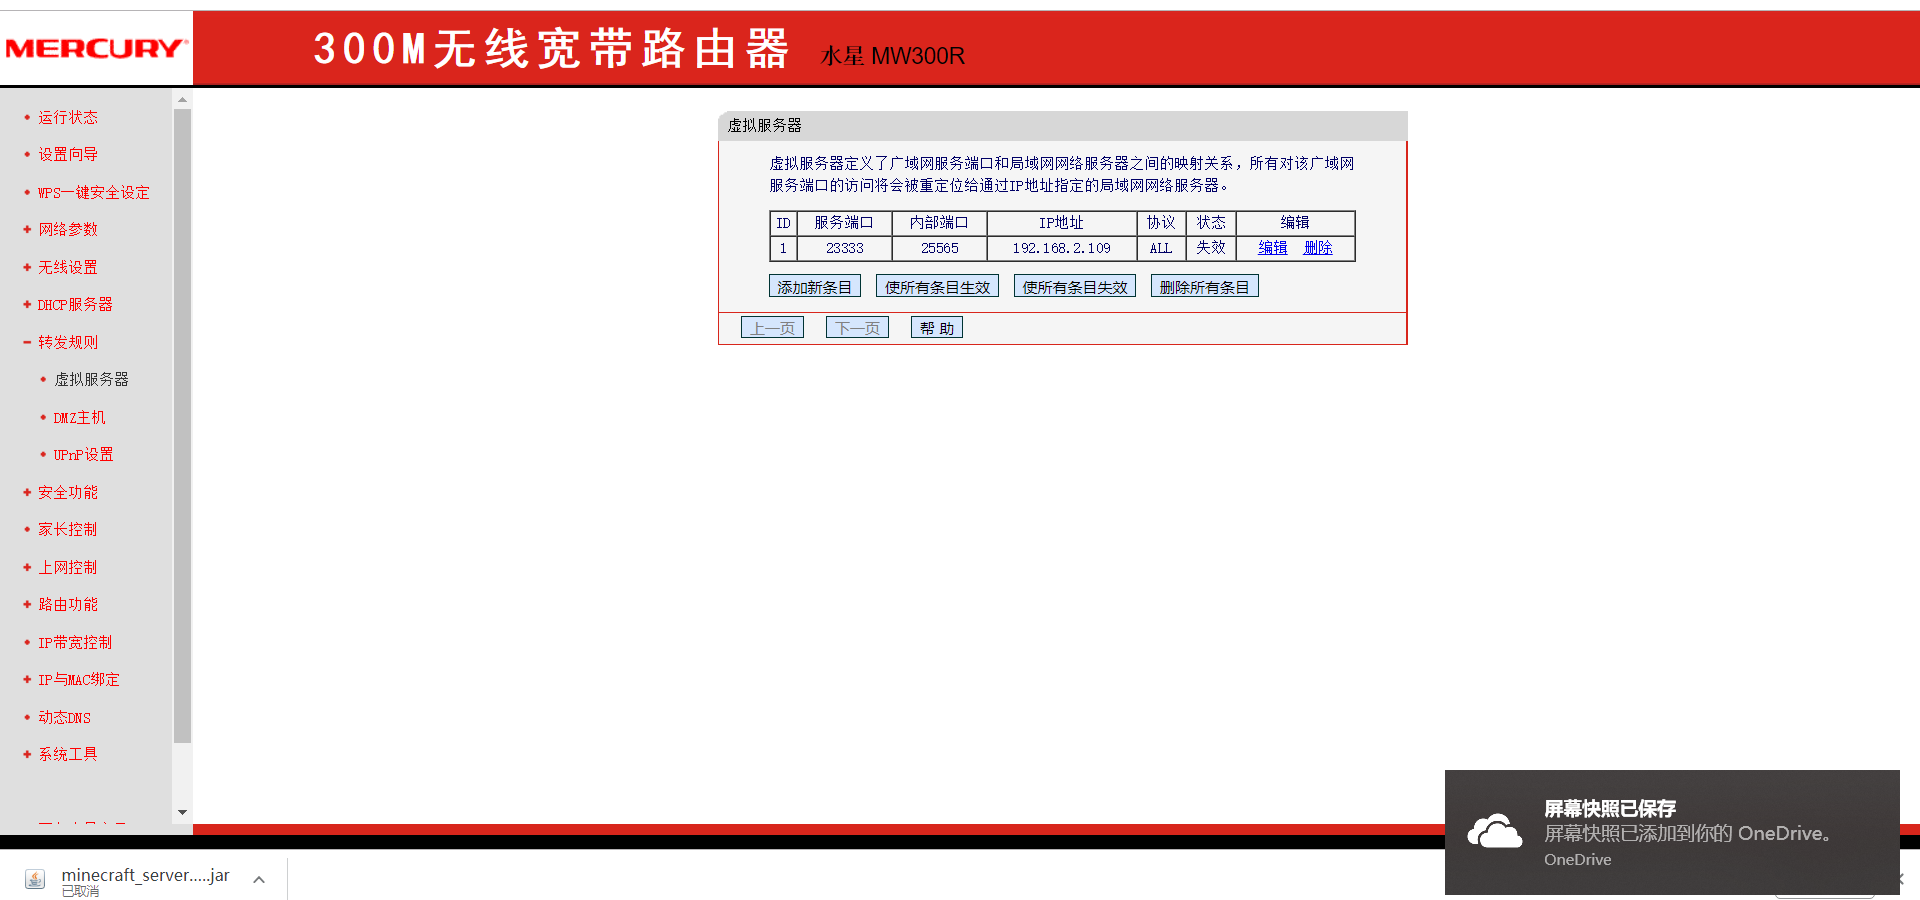 MERCURY
300M无线宽带路由器 水星 MW300R
运行状态
设置向导
WPS一键安全设定
网络参数
无线设置
DHCP服务器
转发规则
虚拟服务器
DMZ主机
UPnP设置
安全功能
家长控制
上网控制
路由功能
IP带宽控制
IP与MAC绑定
动态DNS
系统工具
虚拟服务器
虚拟服务器定义了广域网服务端口和局域网网络服务器之间的映射关系，所有对该广域网
服务端口的访问将会被重定位给通过IP地址指定的局域网网络服务器。
ID 服务端口 内部端口 IP地址 协议 状态 编辑
1 23333 25565 192.168.2.109 ALL 失效 编辑 删除
添加新条目 使所有条目生效 使所有条目失效 删除所有条目
上一页 下一页 帮 助
屏幕快照已保存
屏幕快照已添加到你的 OneDrive。
OneDrive
minecraft_server.....jar
已取消